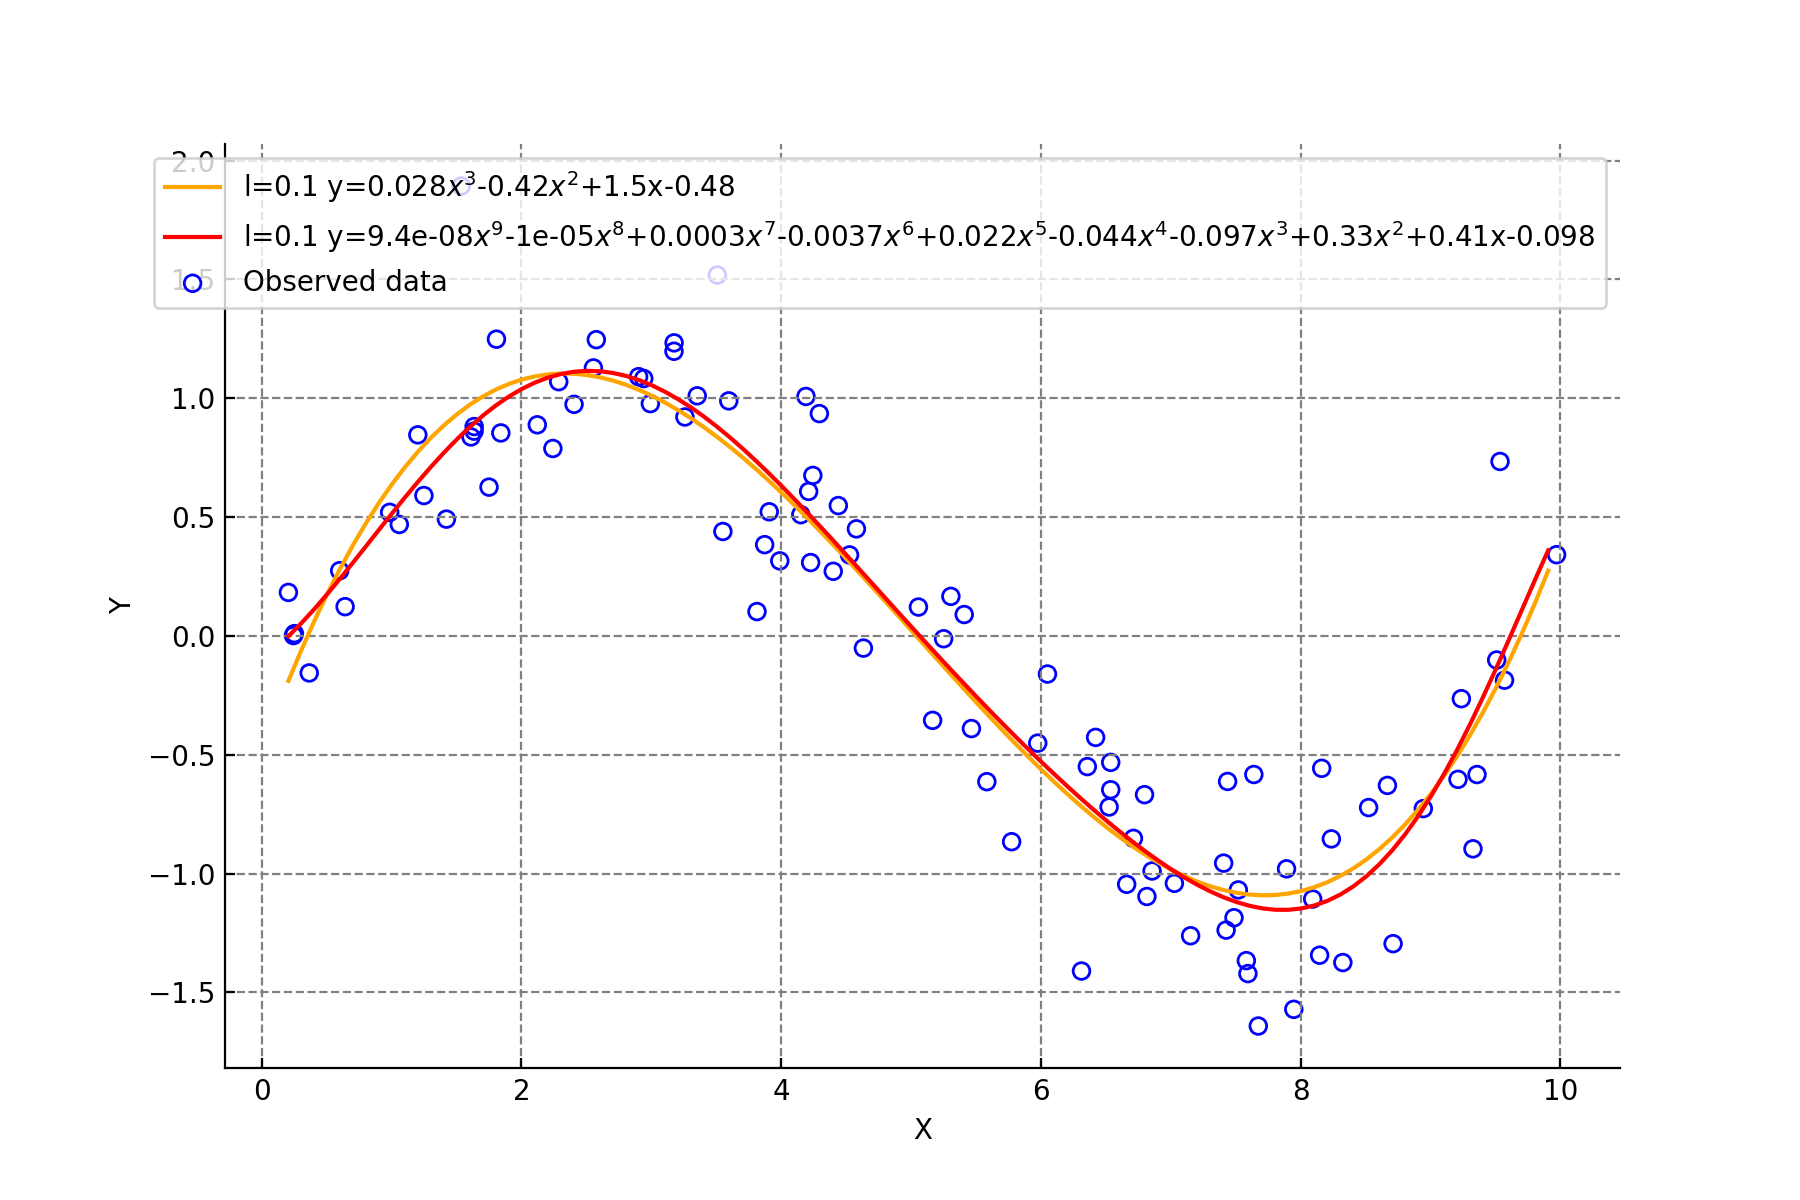 2.0
l=0.1 y=0.028x³-0.42x²+1.5x-0.48
l=0.1 y=9.4e-08x⁹-1e-05x⁸+0.0003x⁷-0.0037x⁶+0.022x⁵-0.044x⁴-0.097x³+0.33x²+0.41x-0.098
1.5
Observed data
1.0
0.5
Y
0.0
−0.5
−1.0
−1.5
0 2 4 6 8 10
X